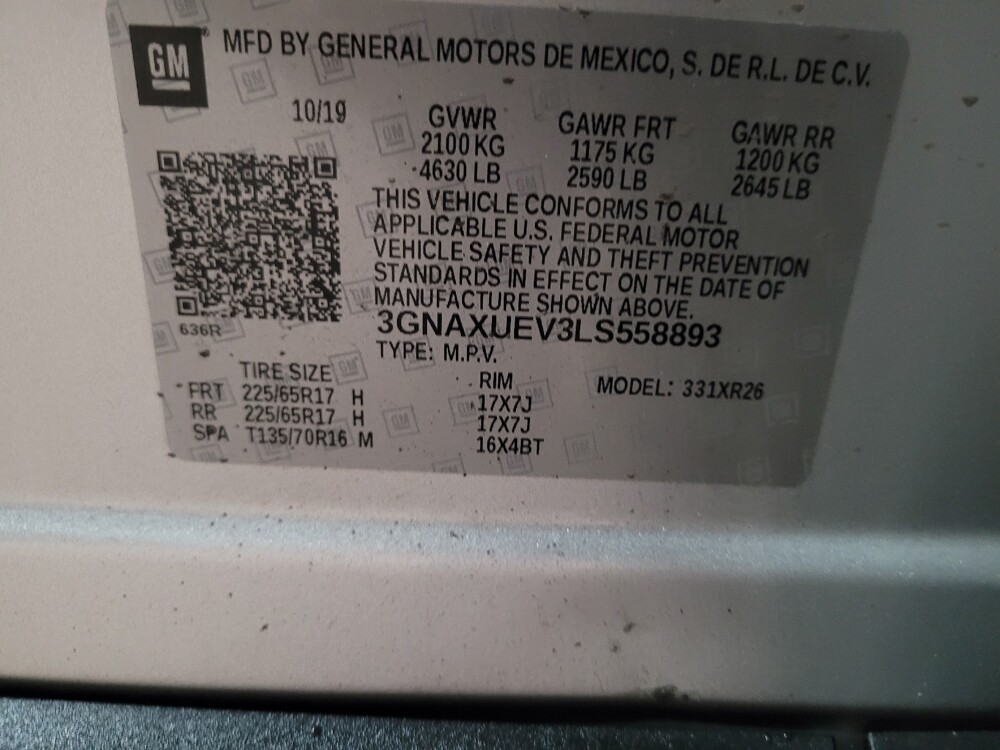 GM MFD BY GENERAL MOTORS DE MEXICO, S. DE R.L. DE C.V.
10/19 GVWR GAWR FRT GAWR RR
2100 KG 1175 KG 1200 KG
4630 LB 2590 LB 2645 LB
THIS VEHICLE CONFORMS TO ALL
APPLICABLE U.S. FEDERAL MOTOR
VEHICLE SAFETY AND THEFT PREVENTION
STANDARDS IN EFFECT ON THE DATE OF
MANUFACTURE SHOWN ABOVE.
636R 3GNAXUEV3LS558893
TYPE: M.P.V.
TIRE SIZE RIM MODEL: 331XR26
FRT 225/65R17 H 17X7J
RR 225/65R17 H 17X7J
SPA T135/70R16 M 16X4BT